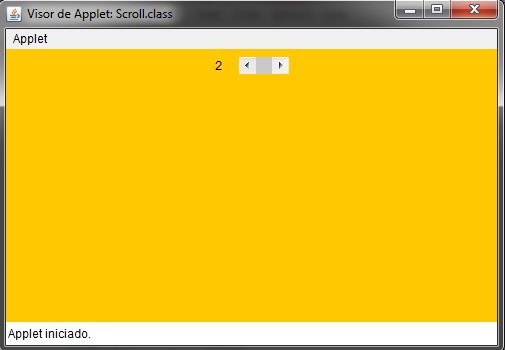 Visor de Applet: Scroll.class
Applet
2
Applet iniciado.